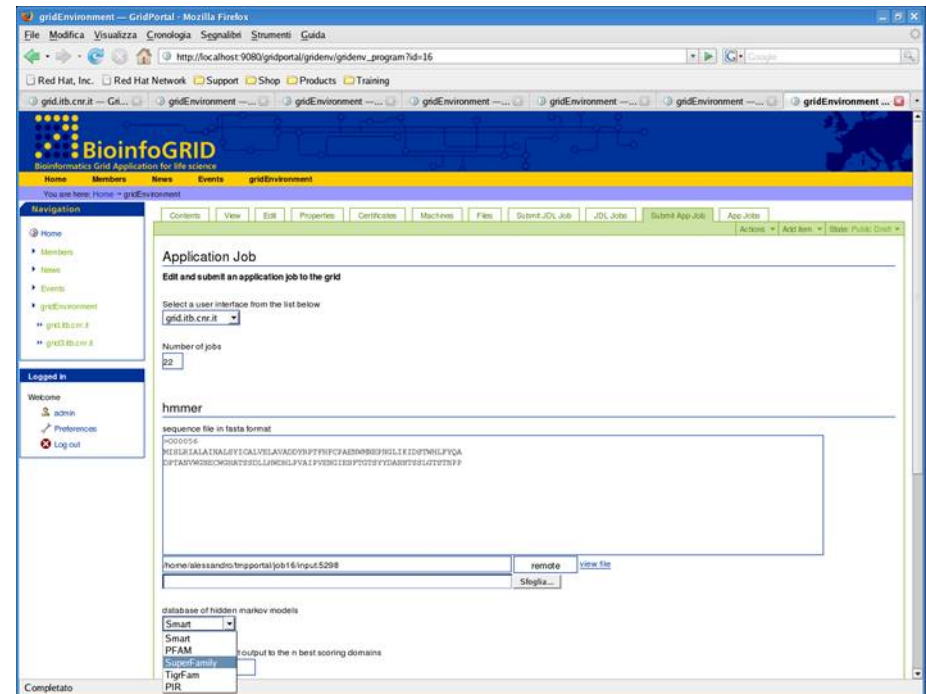 gridEnvironment — GridPortal - Mozilla Firefox
File Modifica Visualizza Cronologia Segnalibri Strumenti Guida
http://localhost:9080/gridportal/gridenv/gridenv_program?id=16
Google
Red Hat, Inc. Red Hat Network Support Shop Products Training
grid.itb.cnr.it — Gri... gridEnvironment —... gridEnvironment —... gridEnvironment —... gridEnvironment —... gridEnvironment —... gridEnvironment ...
BioinfoGRID
Bioinformatics Grid Application for life science
Home Members News Events gridEnvironment
You are here: Home → gridEnvironment
Navigation
Home
Members
News
Events
gridEnvironment
grid.itb.cnr.it
grid3.itb.cnr.it
Logged in
Welcome
admin
Preferences
Log out
Contents View Edit Properties Certificates Machines Files Submit JDL Job JDL Jobs Submit App Job App Jobs
Actions Add item State: Public Draft
Application Job
Edit and submit an application job to the grid
Select a user interface from the list below
grid.itb.cnr.it
Number of jobs
22
hmmer
sequence file in fasta format
>O00056
/home/alessandro/tmpportal/job16/input.5298 remote view file
Sfoglia...
database of hidden markov models
Smart
Smart
PFAM
SuperFamily
output to the n best scoring domains
TigrFam
PIR
Completato